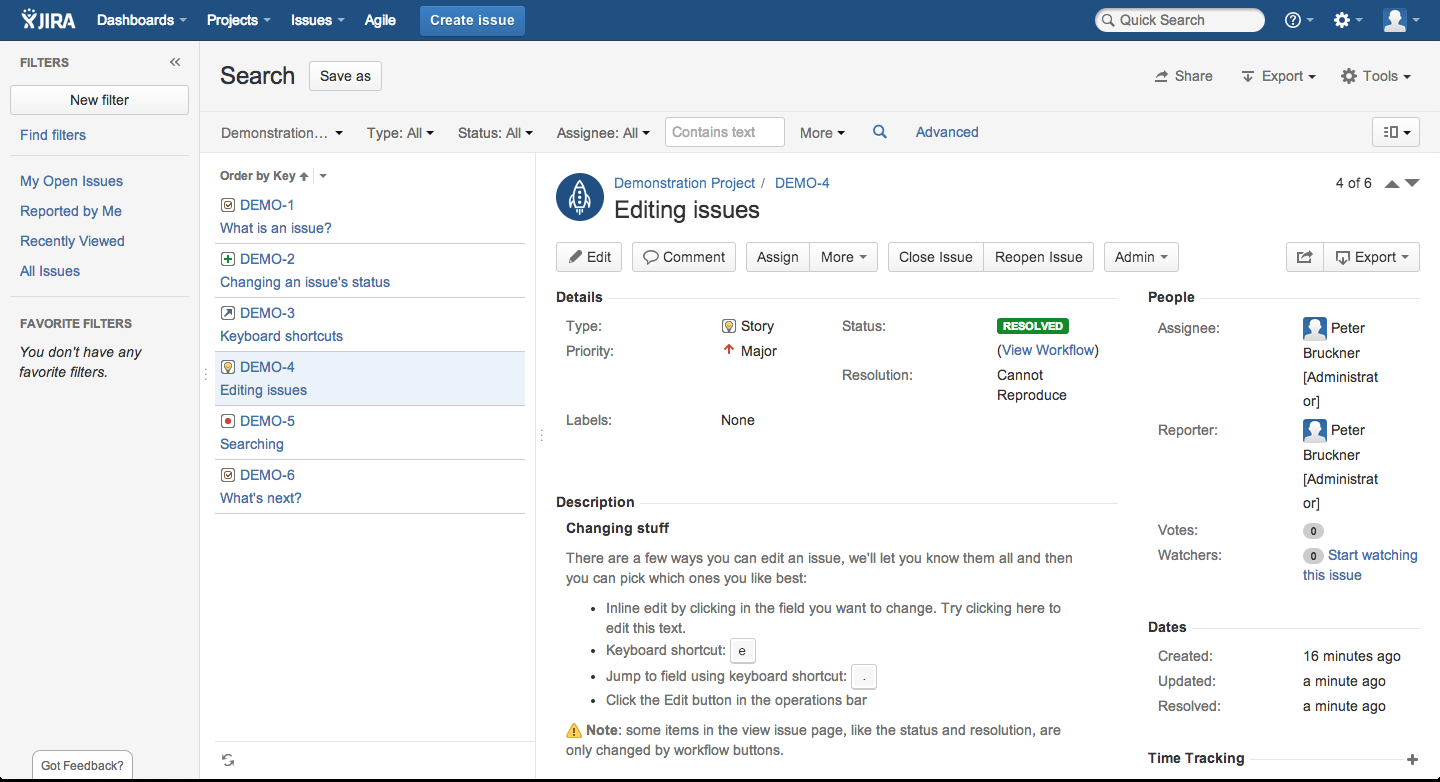 JIRA Dashboards Projects Issues Agile Create issue Quick Search
FILTERS
New filter
Find filters
My Open Issues
Reported by Me
Recently Viewed
All Issues
FAVORITE FILTERS
You don't have any
favorite filters.
Got Feedback?
Search Save as Share Export Tools
Demonstration... Type: All Status: All Assignee: All Contains text More Advanced
Order by Key
DEMO-1
What is an issue?
DEMO-2
Changing an issue's status
DEMO-3
Keyboard shortcuts
DEMO-4
Editing issues
DEMO-5
Searching
DEMO-6
What's next?
Demonstration Project / DEMO-4
4 of 6
Editing issues
Edit Comment Assign More Close Issue Reopen Issue Admin Export
Details
Type: Story
Status: RESOLVED
(View Workflow)
Priority: Major
Resolution: Cannot
Reproduce
Labels: None
Description
Changing stuff
There are a few ways you can edit an issue, we'll let you know them all and then
you can pick which ones you like best:
• Inline edit by clicking in the field you want to change. Try clicking here to
edit this text.
• Keyboard shortcut: e
• Jump to field using keyboard shortcut: .
• Click the Edit button in the operations bar
Note: some items in the view issue page, like the status and resolution, are
only changed by workflow buttons.
People
Assignee: Peter
Bruckner
[Administrat
or]
Reporter: Peter
Bruckner
[Administrat
or]
Votes: 0
Watchers: 0 Start watching
this issue
Dates
Created: 16 minutes ago
Updated: a minute ago
Resolved: a minute ago
Time Tracking